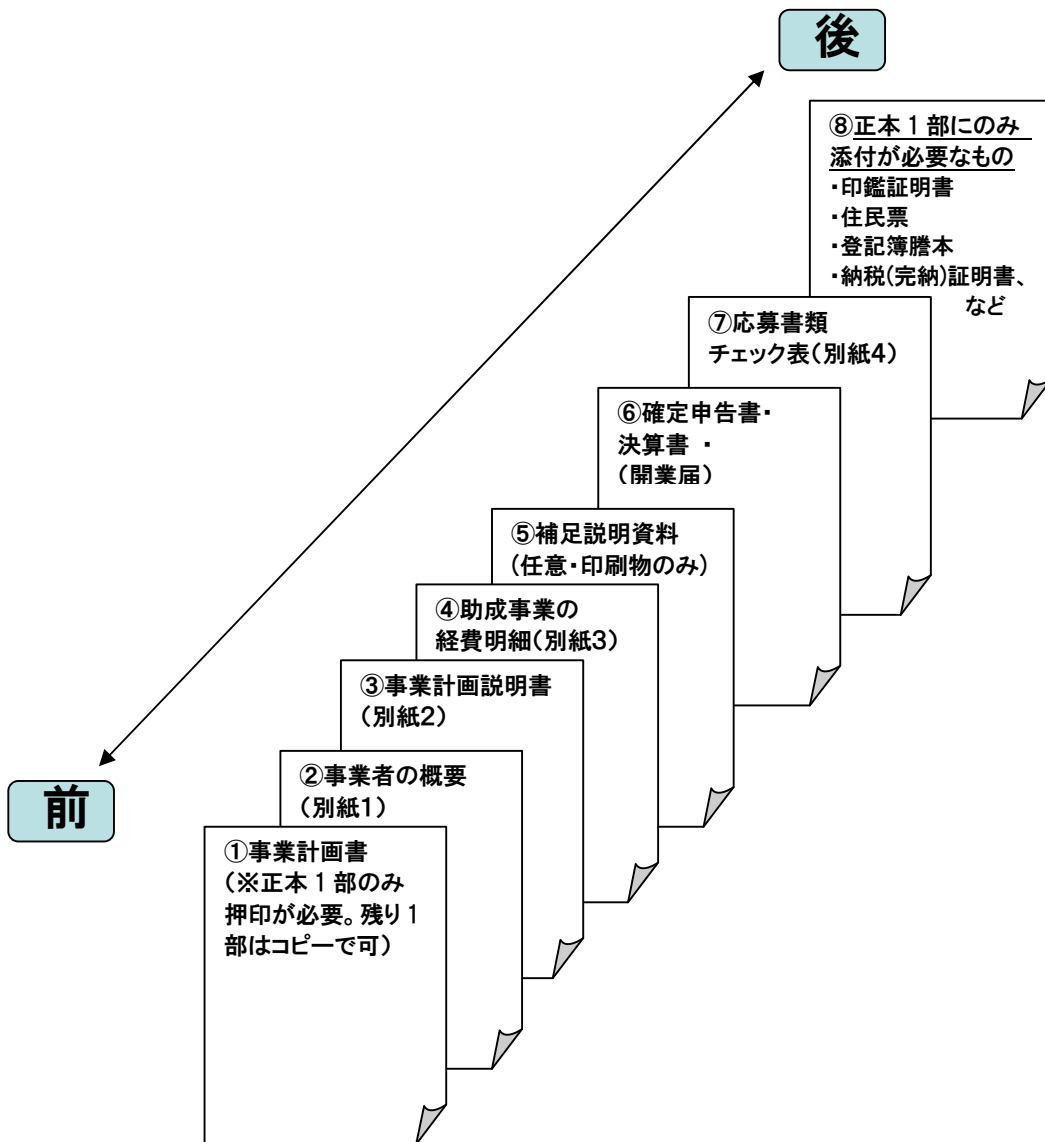 後
⑧正本１部にのみ
添付が必要なもの
・印鑑証明書
・住民票
・登記簿謄本
・納税(完納)証明書、
など
⑦応募書類
チェック表(別紙４)
⑥確定申告書・
決算書 ・
(開業届)
⑤補足説明資料
(任意・印刷物のみ)
④助成事業の
経費明細(別紙３)
③事業計画説明書
(別紙２)
②事業者の概要
(別紙１)
前
①事業計画書
(※正本１部のみ
押印が必要。残り１
部はコピーで可)